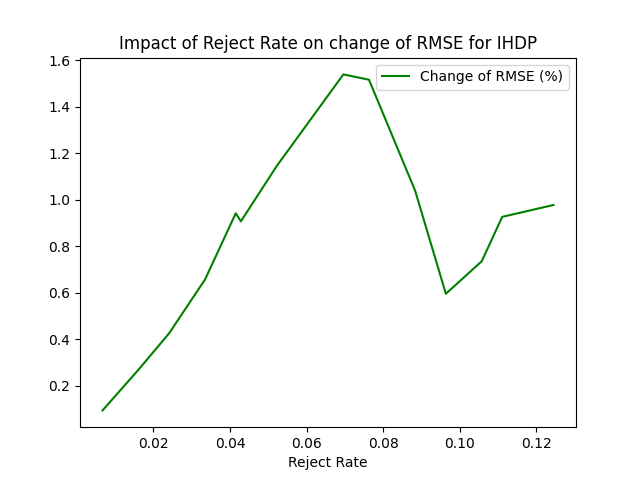 Impact of Reject Rate on change of RMSE for IHDP
Change of RMSE (%)
1.6
1.4
1.2
1.0
0.8
0.6
0.4
0.2
0.02 0.04 0.06 0.08 0.10 0.12
Reject Rate